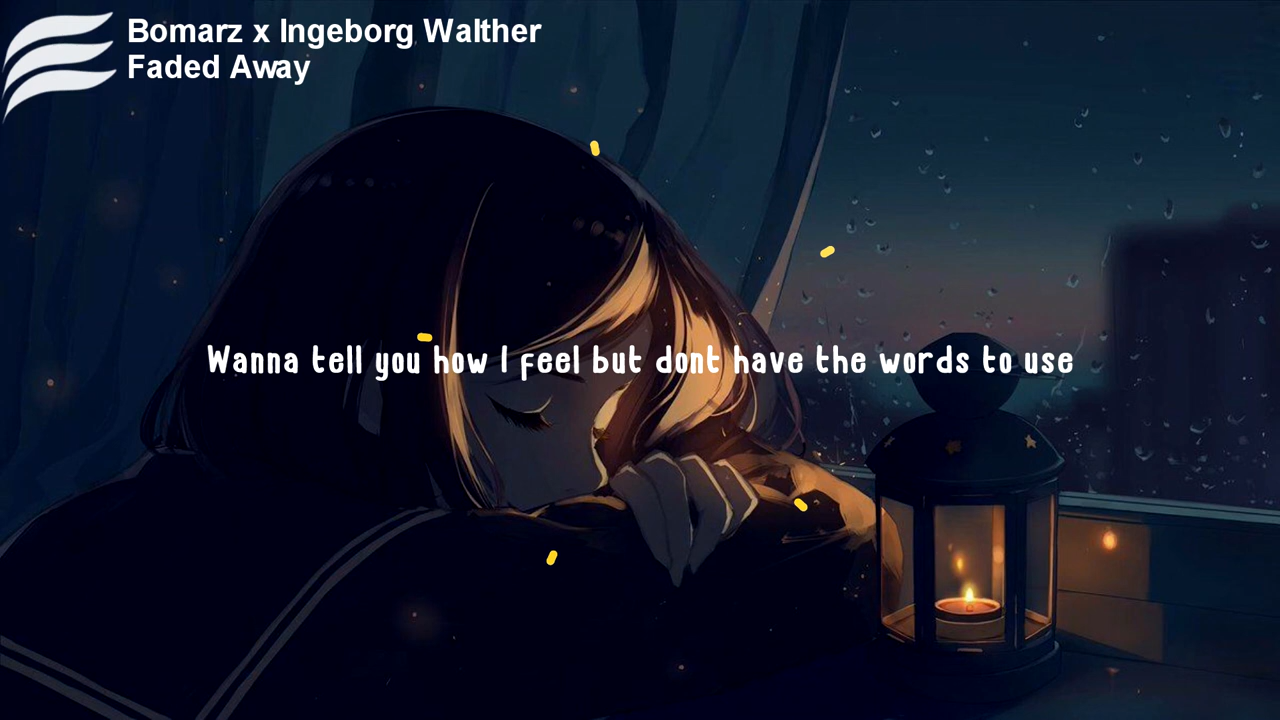 Bomarz x Ingeborg Walther
Faded Away
Wanna tell you how I feel but dont have the words to use